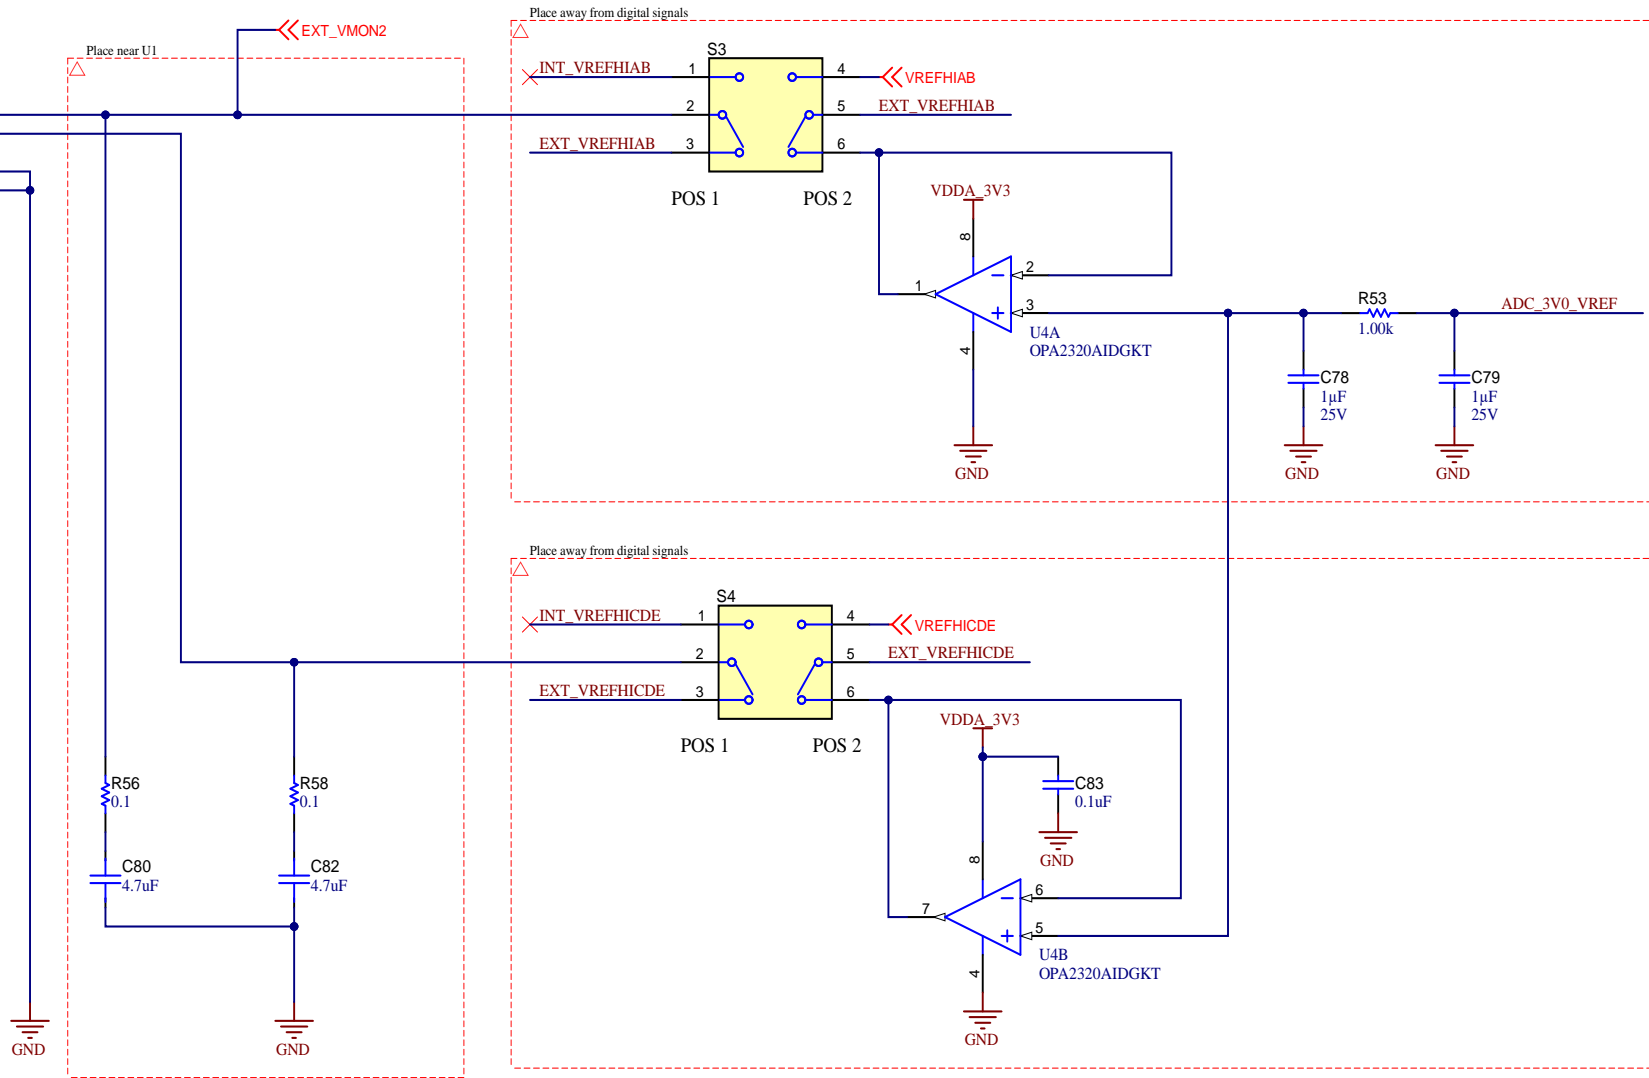 Place away from digital signals
EXT_VMON2
Place near U1
S3
INT_VREFHIAB
1
4
VREFHIAB
2
5
EXT_VREFHIAB
EXT_VREFHIAB
3
6
POS 1
POS 2
VDDA_3V3
8
2
1
3
4
U4A
OPA2320AIDGKT
R53
1.00k
ADC_3V0_VREF
C78
1µF
25V
C79
1µF
25V
GND
GND
GND
Place away from digital signals
S4
INT_VREFHICDE
1
4
VREFHICDE
2
5
EXT_VREFHICDE
EXT_VREFHICDE
3
6
POS 1
POS 2
VDDA_3V3
C83
0.1uF
GND
8
6
7
5
4
U4B
OPA2320AIDGKT
GND
R56
0.1
R58
0.1
C80
4.7uF
C82
4.7uF
GND
GND